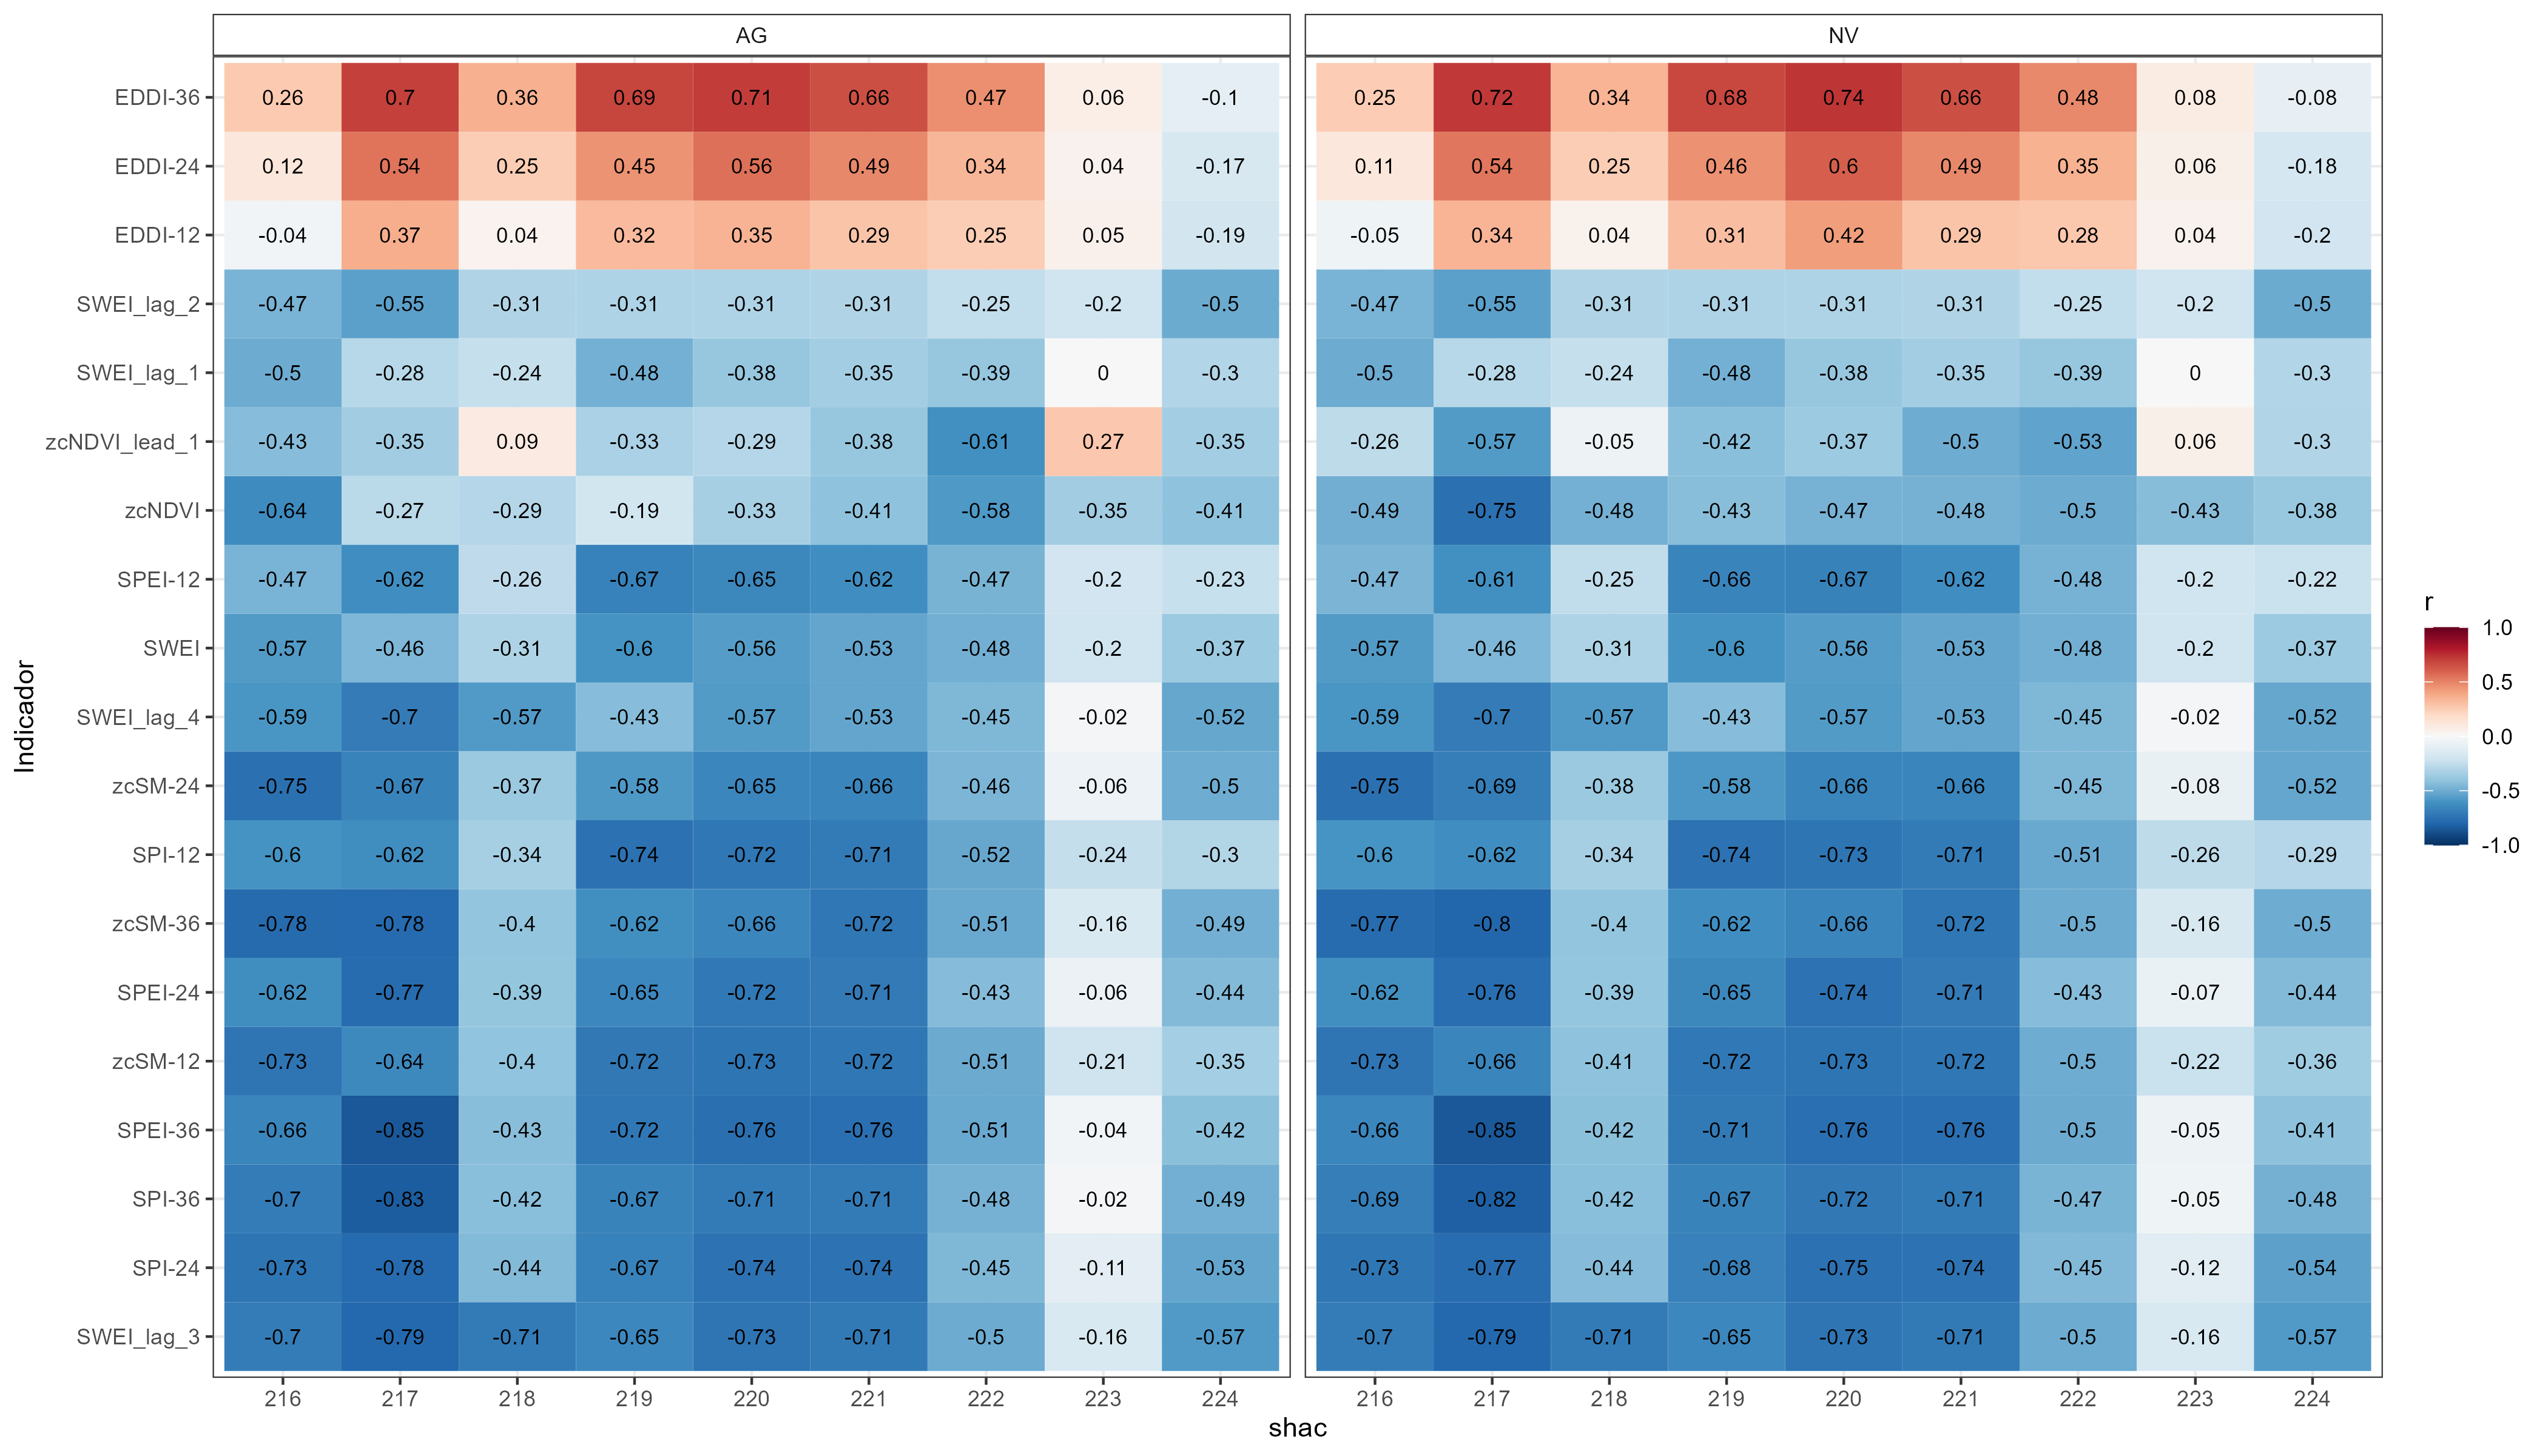 AG NV
EDDI-36 0.26 0.7 0.36 0.69 0.71 0.66 0.47 0.06 -0.1 0.25 0.72 0.34 0.68 0.74 0.66 0.48 0.08 -0.08
EDDI-24 0.12 0.54 0.25 0.45 0.56 0.49 0.34 0.04 -0.17 0.11 0.54 0.25 0.46 0.6 0.49 0.35 0.06 -0.18
EDDI-12 -0.04 0.37 0.04 0.32 0.35 0.29 0.25 0.05 -0.19 -0.05 0.34 0.04 0.31 0.42 0.29 0.28 0.04 -0.2
SWEI_lag_2 -0.47 -0.55 -0.31 -0.31 -0.31 -0.31 -0.25 -0.2 -0.5 -0.47 -0.55 -0.31 -0.31 -0.31 -0.31 -0.25 -0.2 -0.5
SWEI_lag_1 -0.5 -0.28 -0.24 -0.48 -0.38 -0.35 -0.39 0 -0.3 -0.5 -0.28 -0.24 -0.48 -0.38 -0.35 -0.39 0 -0.3
zcNDVI_lead_1 -0.43 -0.35 0.09 -0.33 -0.29 -0.38 -0.61 0.27 -0.35 -0.26 -0.57 -0.05 -0.42 -0.37 -0.5 -0.53 0.06 -0.3
zcNDVI -0.64 -0.27 -0.29 -0.19 -0.33 -0.41 -0.58 -0.35 -0.41 -0.49 -0.75 -0.48 -0.43 -0.47 -0.48 -0.5 -0.43 -0.38
SPEI-12 -0.47 -0.62 -0.26 -0.67 -0.65 -0.62 -0.47 -0.2 -0.23 -0.47 -0.61 -0.25 -0.66 -0.67 -0.62 -0.48 -0.2 -0.22
SWEI -0.57 -0.46 -0.31 -0.6 -0.56 -0.53 -0.48 -0.2 -0.37 -0.57 -0.46 -0.31 -0.6 -0.56 -0.53 -0.48 -0.2 -0.37
SWEI_lag_4 -0.59 -0.7 -0.57 -0.43 -0.57 -0.53 -0.45 -0.02 -0.52 -0.59 -0.7 -0.57 -0.43 -0.57 -0.53 -0.45 -0.02 -0.52
zcSM-24 -0.75 -0.67 -0.37 -0.58 -0.65 -0.66 -0.46 -0.06 -0.5 -0.75 -0.69 -0.38 -0.58 -0.66 -0.66 -0.45 -0.08 -0.52
SPI-12 -0.6 -0.62 -0.34 -0.74 -0.72 -0.71 -0.52 -0.24 -0.3 -0.6 -0.62 -0.34 -0.74 -0.73 -0.71 -0.51 -0.26 -0.29
zcSM-36 -0.78 -0.78 -0.4 -0.62 -0.66 -0.72 -0.51 -0.16 -0.49 -0.77 -0.8 -0.4 -0.62 -0.66 -0.72 -0.5 -0.16 -0.5
SPEI-24 -0.62 -0.77 -0.39 -0.65 -0.72 -0.71 -0.43 -0.06 -0.44 -0.62 -0.76 -0.39 -0.65 -0.74 -0.71 -0.43 -0.07 -0.44
zcSM-12 -0.73 -0.64 -0.4 -0.72 -0.73 -0.72 -0.51 -0.21 -0.35 -0.73 -0.66 -0.41 -0.72 -0.73 -0.72 -0.5 -0.22 -0.36
SPEI-36 -0.66 -0.85 -0.43 -0.72 -0.76 -0.76 -0.51 -0.04 -0.42 -0.66 -0.85 -0.42 -0.71 -0.76 -0.76 -0.5 -0.05 -0.41
SPI-36 -0.7 -0.83 -0.42 -0.67 -0.71 -0.71 -0.48 -0.02 -0.49 -0.69 -0.82 -0.42 -0.67 -0.72 -0.71 -0.47 -0.05 -0.48
SPI-24 -0.73 -0.78 -0.44 -0.67 -0.74 -0.74 -0.45 -0.11 -0.53 -0.73 -0.77 -0.44 -0.68 -0.75 -0.74 -0.45 -0.12 -0.54
SWEI_lag_3 -0.7 -0.79 -0.71 -0.65 -0.73 -0.71 -0.5 -0.16 -0.57 -0.7 -0.79 -0.71 -0.65 -0.73 -0.71 -0.5 -0.16 -0.57
216 217 218 219 220 221 222 223 224 216 217 218 219 220 221 222 223 224
shac
Indicador
r
1.0
0.5
0.0
-0.5
-1.0